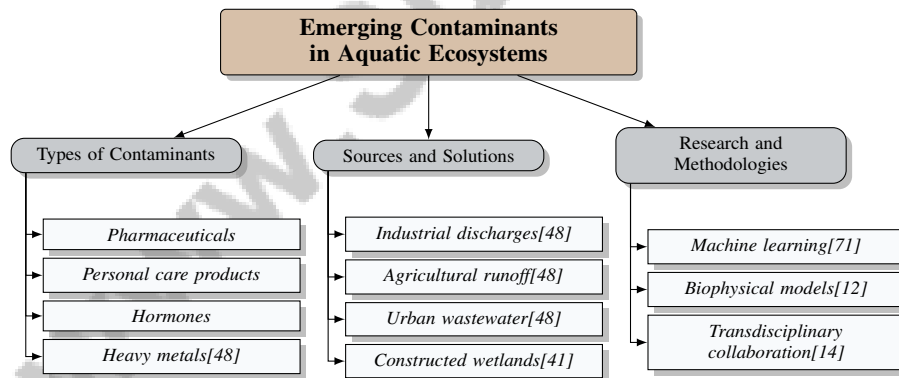 Emerging Contaminants
in Aquatic Ecosystems
Types of Contaminants
Pharmaceuticals
Personal care products
Hormones
Heavy metals[48]
Sources and Solutions
Industrial discharges[48]
Agricultural runoff[48]
Urban wastewater[48]
Constructed wetlands[41]
Research and
Methodologies
Machine learning[71]
Biophysical models[12]
Transdisciplinary
collaboration[14]